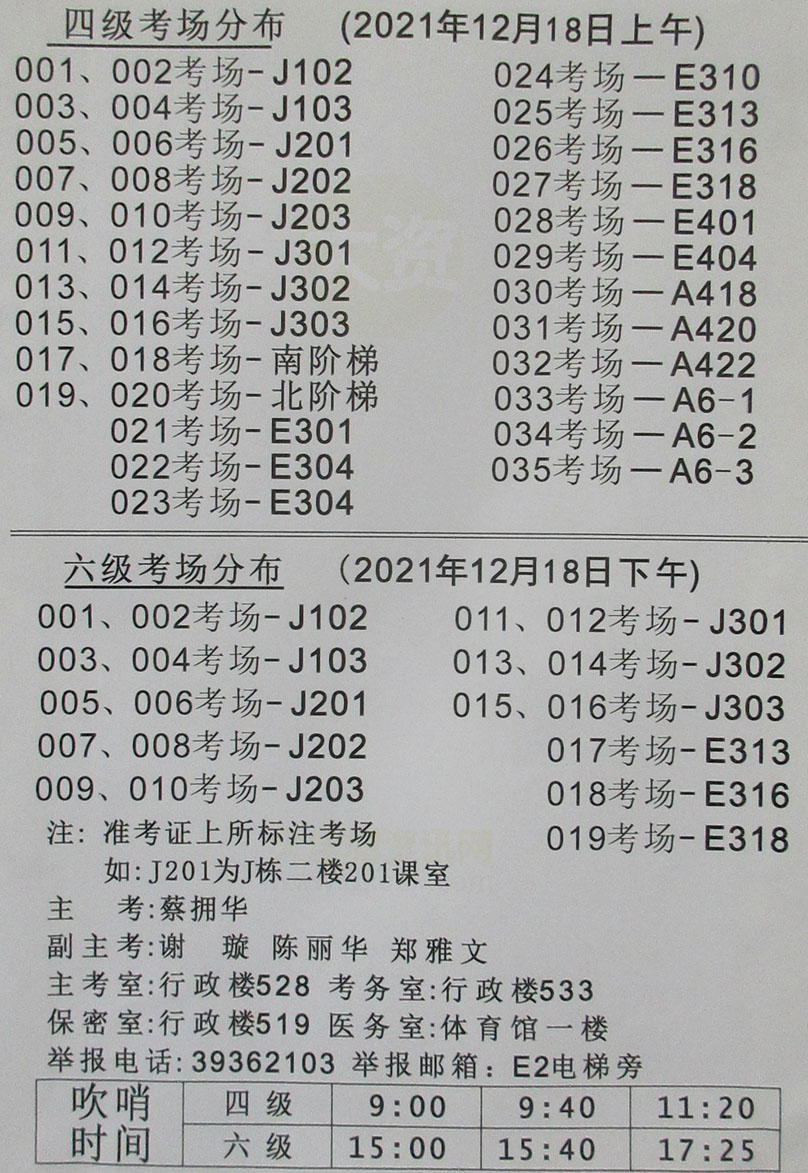 四级考场分布 (2021年12月18日上午)
001、002考场-J102
003、004考场-J103
005、006考场-J201
007、008考场-J202
009、010考场-J203
011、012考场-J301
013、014考场-J302
015、016考场-J303
017、018考场-南阶梯
019、020考场-北阶梯
021考场-E301
022考场-E304
023考场-E304
024考场—E310
025考场—E313
026考场—E316
027考场—E318
028考场—E401
029考场—E404
030考场—A418
031考场—A420
032考场—A422
033考场—A6-1
034考场—A6-2
035考场—A6-3
六级考场分布 (2021年12月18日下午)
001、002考场-J102
003、004考场-J103
005、006考场-J201
007、008考场-J202
009、010考场-J203
011、012考场-J301
013、014考场-J302
015、016考场-J303
017考场-E313
018考场-E316
019考场-E318
注: 准考证上所标注考场
如:J201为J栋二楼201课室
主 考:蔡拥华
副主考:谢 璇 陈丽华 郑雅文
主考室:行政楼528 考务室:行政楼533
保密室:行政楼519 医务室:体育馆一楼
举报电话:39362103 举报邮箱：E2电梯旁
吹哨时间 四级 9:00 9:40 11:20
六级 15:00 15:40 17:25